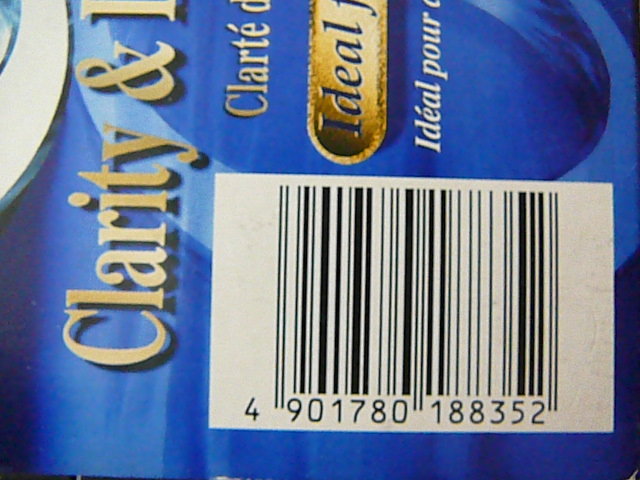 Clarity &
Clarté d
Ideal f
Idéal pour
4 901780 188352